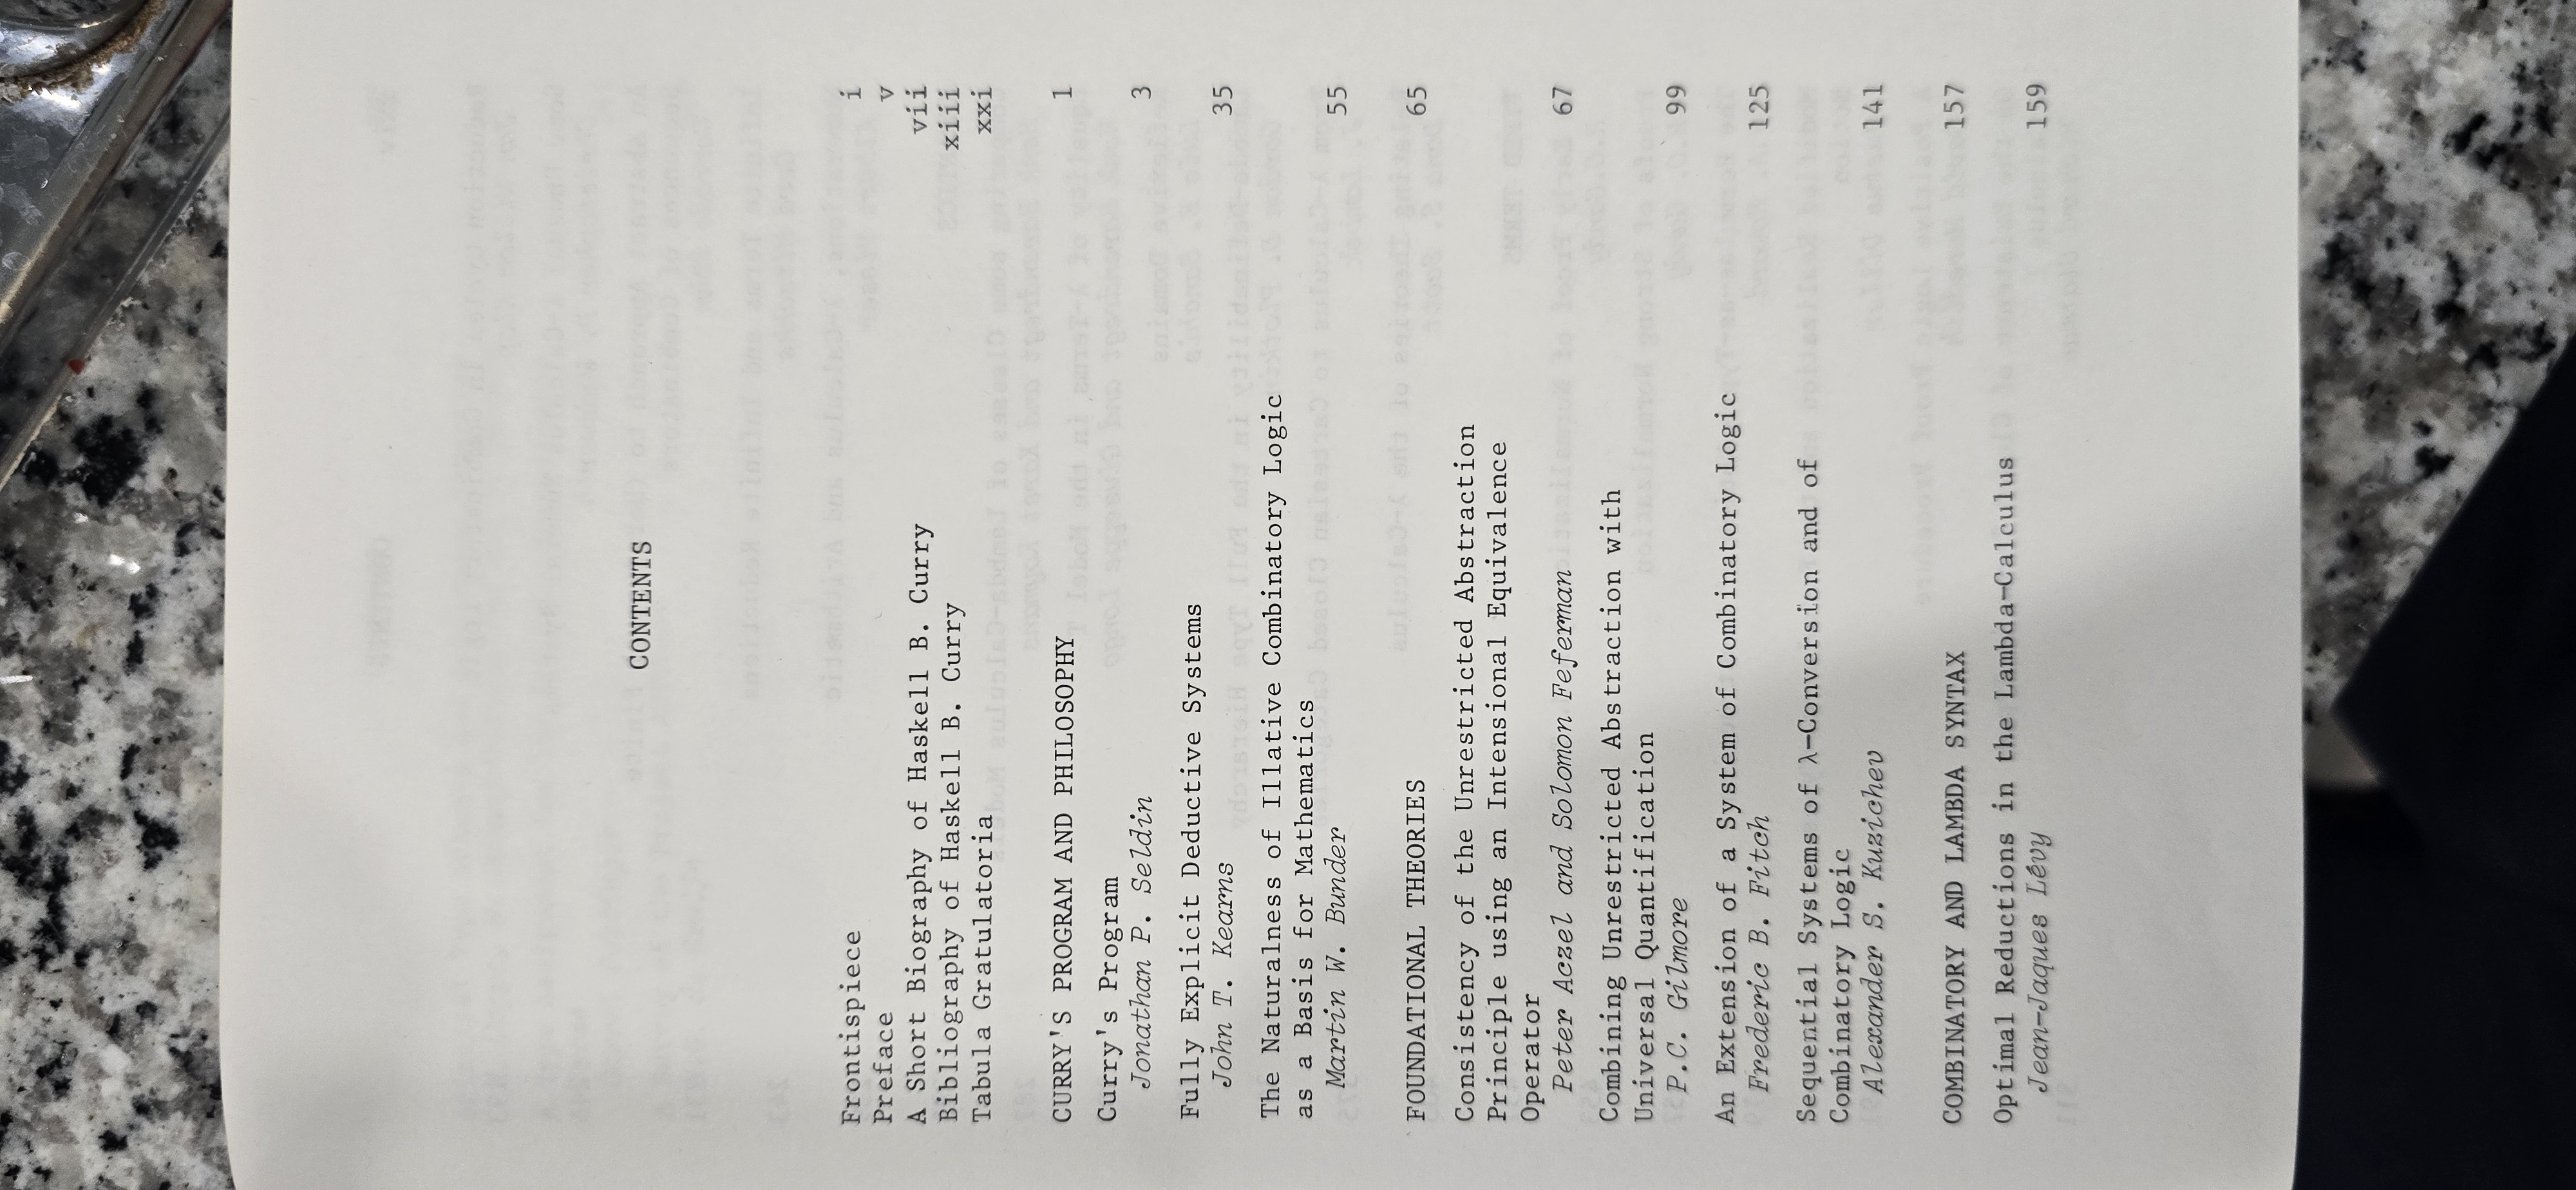 CONTENTS
Frontispiece i
Preface v
A Short Biography of Haskell B. Curry vii
Bibliography of Haskell B. Curry xiii
Tabula Gratulatoria xxi
CURRY'S PROGRAM AND PHILOSOPHY 1
Curry's Program
Jonathan P. Seldin 3
Fully Explicit Deductive Systems
John T. Kearns 35
The Naturalness of Illative Combinatory Logic
as a Basis for Mathematics
Martin W. Bunder 55
FOUNDATIONAL THEORIES 65
Consistency of the Unrestricted Abstraction
Principle using an Intensional Equivalence
Operator
Peter Aczel and Solomon Feferman 67
Combining Unrestricted Abstraction with
Universal Quantification
P.C. Gilmore 99
An Extension of a System of Combinatory Logic
Frederic B. Fitch 125
Sequential Systems of λ-Conversion and of
Combinatory Logic
Alexander S. Kuzichev 141
COMBINATORY AND LAMBDA SYNTAX 157
Optimal Reductions in the Lambda-Calculus
Jean-Jaques Lévy 159